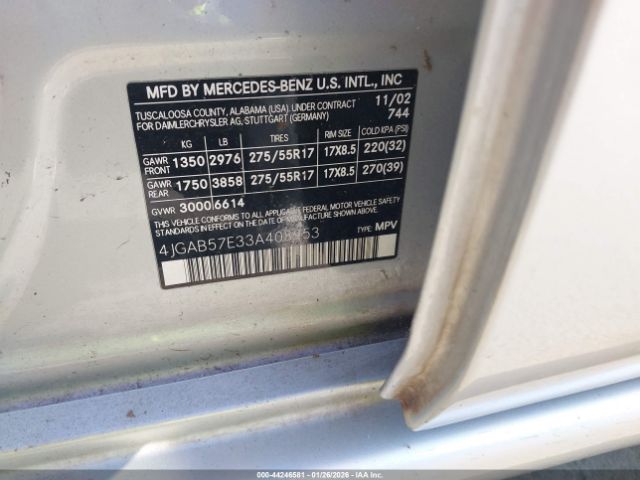 MFD BY MERCEDES-BENZ U.S. INTL., INC
TUSCALOOSA COUNTY, ALABAMA (USA), UNDER CONTRACT 11/02
FOR DAIMLERCHRYSLER AG, STUTTGART (GERMANY) 744
KG LB TIRES RIM SIZE COLD KPA (PSI)
GAWR FRONT 1350 2976 275/55R17 17X8.5 220(32)
GAWR REAR 1750 3858 275/55R17 17X8.5 270(39)
GVWR 3000 6614
THIS VEHICLE CONFORMS TO ALL APPLICABLE FEDERAL MOTOR VEHICLE SAFETY
STANDARDS IN EFFECT ON THE DATE OF MANUFACTURE SHOWN ABOVE.
TYPE: MPV
000-44246581 - 01/26/2026 - IAA Inc.